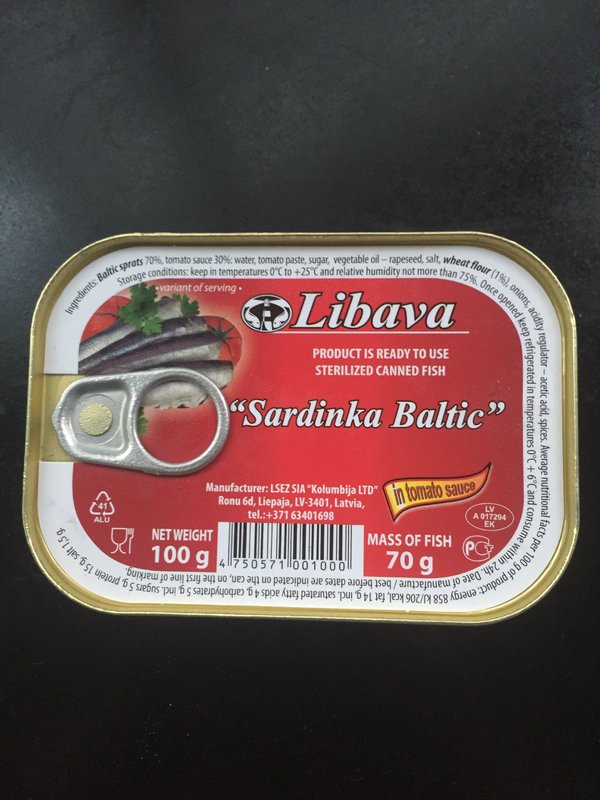 Ingredients: Baltic sprats 70%, tomato sauce 30%: water, tomato paste, sugar, vegetable oil – rapeseed, salt, wheat flour (1%), onions, acidity regulator – acetic acid, spices. Average nutritional facts per 100 g of product: energy 858 kJ/206 kcal, fat 14 g, incl. saturated fatty acids 4 g, carbohydrates 5 g, incl. sugars 5 g, protein 15 g, salt 1,5 g.
Storage conditions: keep in temperatures 0°C to +25°C and relative humidity not more than 75%. Once opened keep refrigerated in temperatures 0°C + 6°C and consume within 24h. Date of manufacture / best before dates are indicated on the can, on the first line of marking.
•variant of serving•
Libava
PRODUCT IS READY TO USE
STERILIZED CANNED FISH
“Sardinka Baltic”
Manufacturer: LSEZ SIA “Kolumbija LTD”
Ronu 6d, Liepaja, LV-3401, Latvia,
tel.:+371 63401698
in tomato sauce
LV
A 017294
EK
41
ALU
NET WEIGHT
100 g
4 750571 001000
MASS OF FISH
70 g